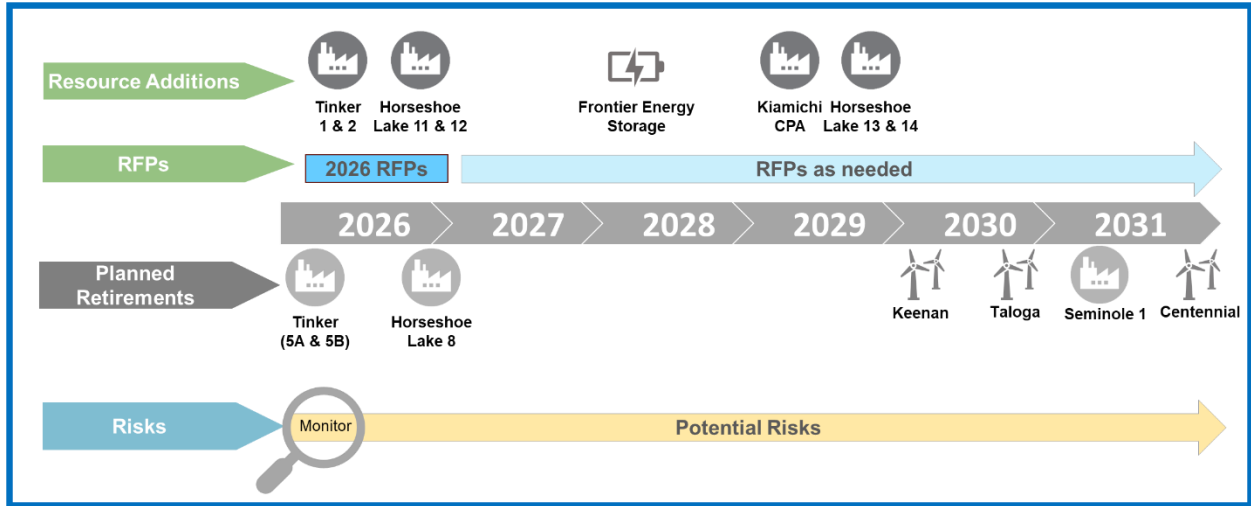 Resource Additions
Tinker
1 & 2
Horseshoe
Lake 11 & 12
Frontier Energy
Storage
Kiamichi
CPA
Horseshoe
Lake 13 & 14
RFPs
2026 RFPs
RFPs as needed
2026
2027
2028
2029
2030
2031
Planned
Retirements
Tinker
(5A & 5B)
Horseshoe
Lake 8
Keenan
Taloga
Seminole 1
Centennial
Risks
Monitor
Potential Risks